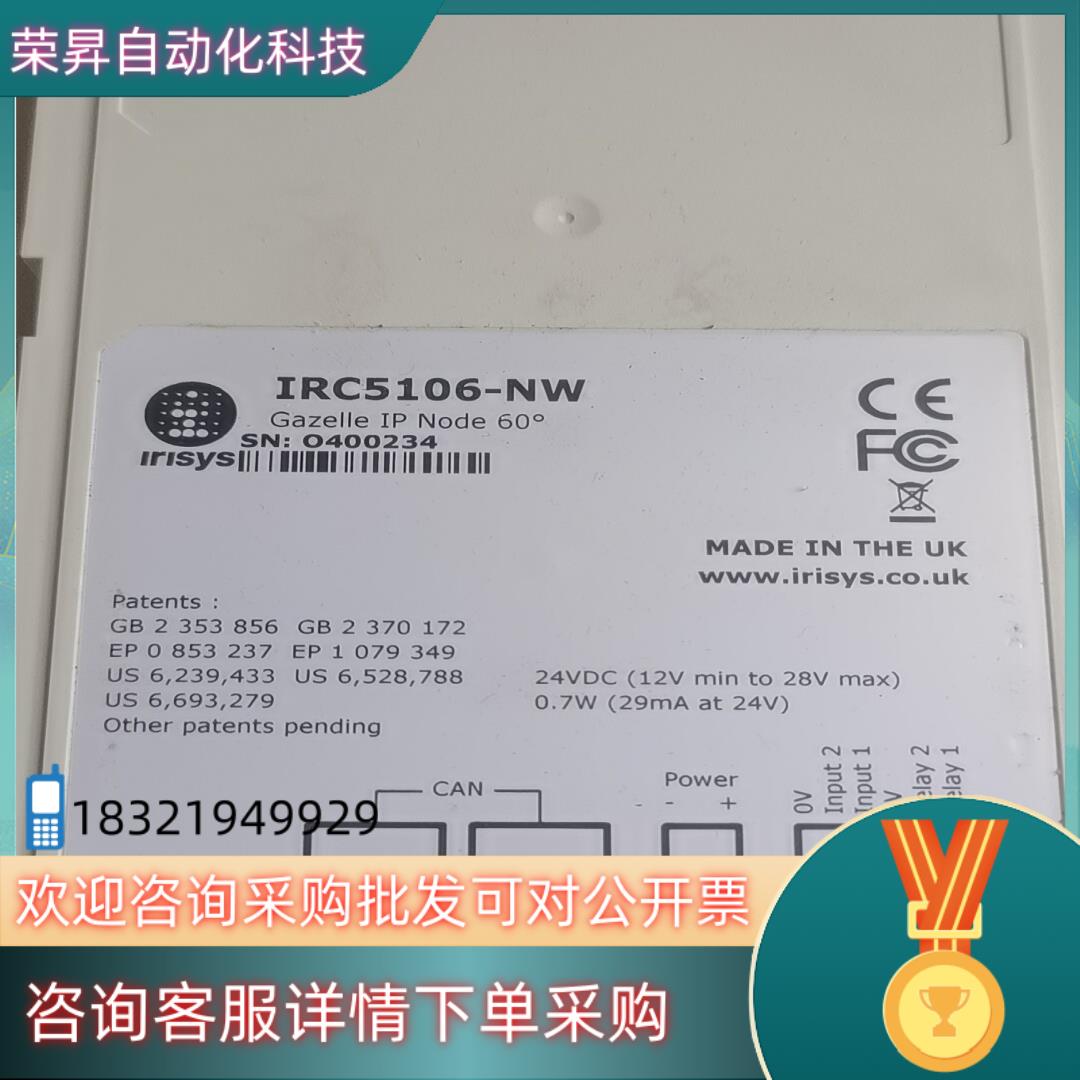 荣昇自动化科技
IRC5106-NW
Gazelle IP Node 60°
SN: O400234
irisys
CE
FC
MADE IN THE UK
www.irisys.co.uk
Patents :
GB 2 353 856 GB 2 370 172
EP 0 853 237 EP 1 079 349
US 6,239,433 US 6,528,788
US 6,693,279
Other patents pending
24VDC (12V min to 28V max)
0.7W (29mA at 24V)
CAN
Power
- +
0V
Input 2
Input 1
elay 2
elay 1
18321949929
欢迎咨询采购批发可对公开票
咨询客服详情下单采购